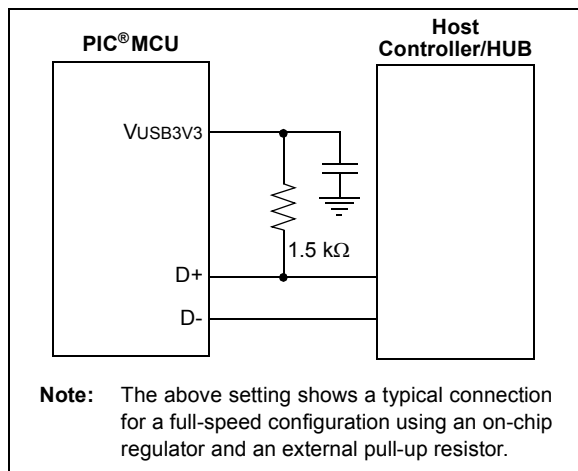 PIC®MCU
Host
Controller/HUB
VUSB3V3
1.5 kΩ
D+
D-
Note: The above setting shows a typical connection
for a full-speed configuration using an on-chip
regulator and an external pull-up resistor.